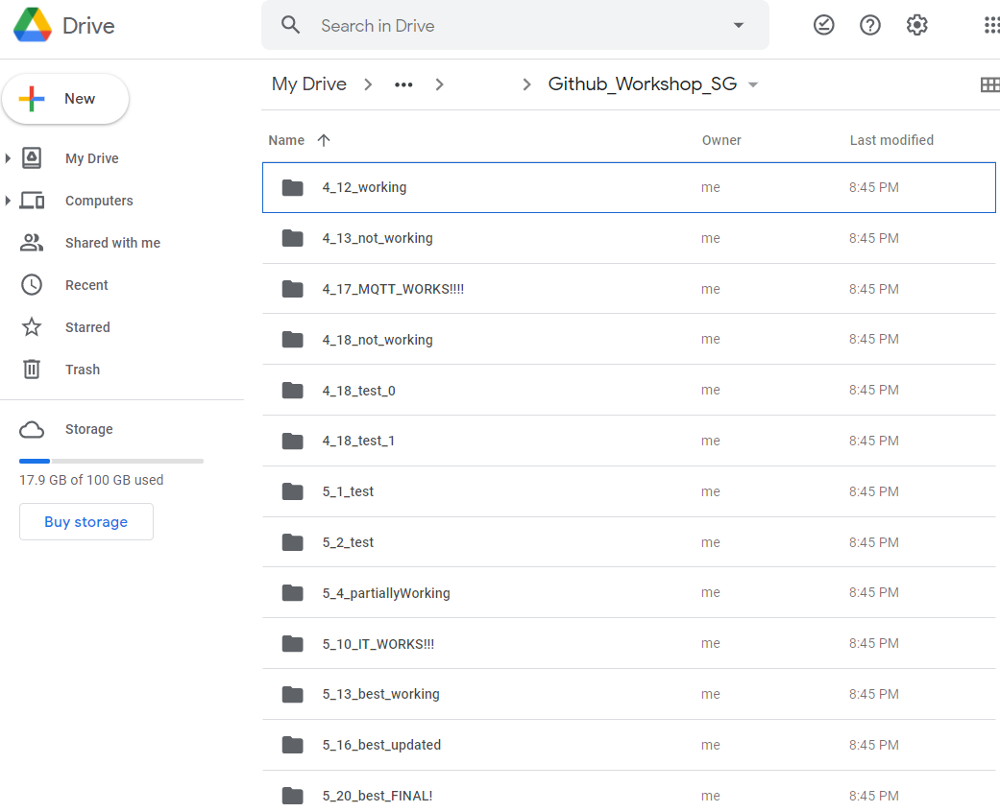 Drive
Search in Drive
New
My Drive
Computers
Shared with me
Recent
Starred
Trash
Storage
17.9 GB of 100 GB used
Buy storage
My Drive ••• Github_Workshop_SG
Name Owner Last modified
4_12_working me 8:45 PM
4_13_not_working me 8:45 PM
4_17_MQTT_WORKS!!!! me 8:45 PM
4_18_not_working me 8:45 PM
4_18_test_0 me 8:45 PM
4_18_test_1 me 8:45 PM
5_1_test me 8:45 PM
5_2_test me 8:45 PM
5_4_partiallyWorking me 8:45 PM
5_10_IT_WORKS!!! me 8:45 PM
5_13_best_working me 8:45 PM
5_16_best_updated me 8:45 PM
5_20_best_FINAL! me 8:45 PM